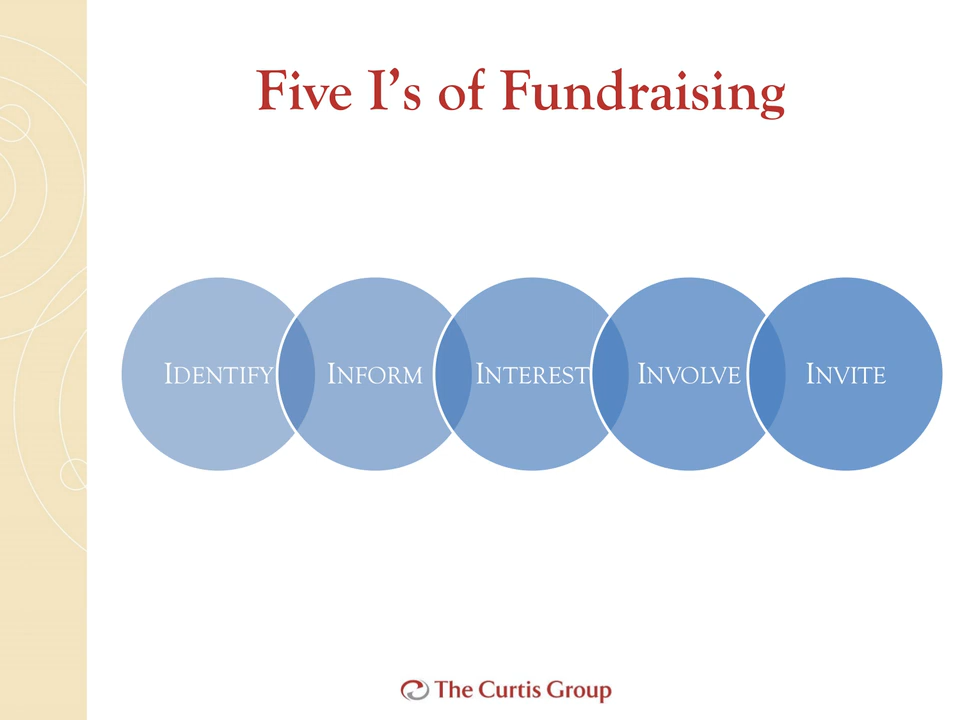 Five I’s of Fundraising
IDENTIFY INFORM INTEREST INVOLVE INVITE
The Curtis Group